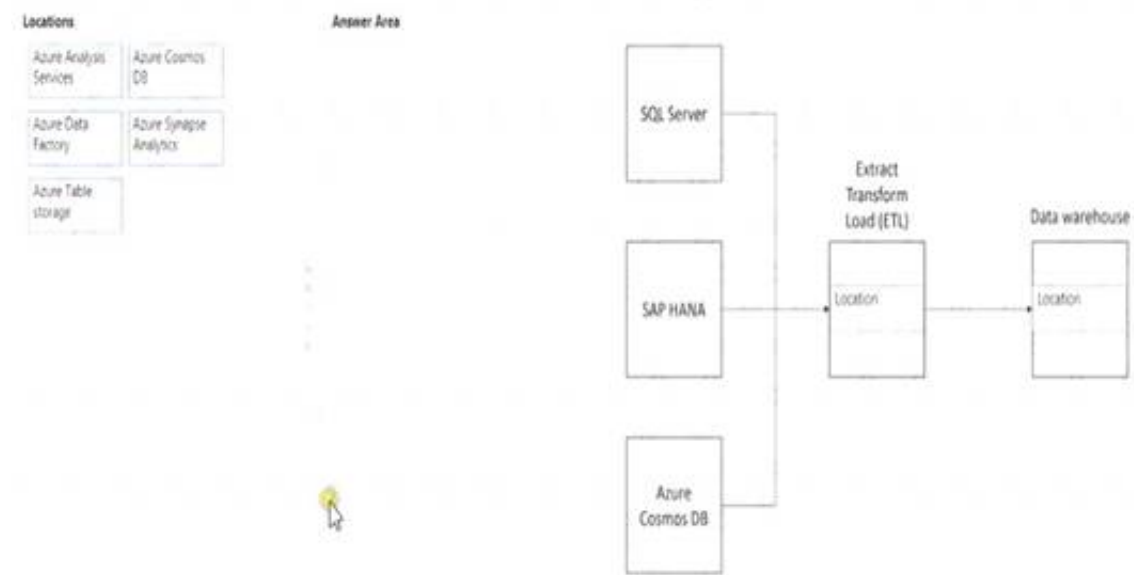 Locations
Answer Area
Azure Analysis
Services
Azure Cosmos
DB
Azure Data
Factory
Azure Synapse
Analytics
Azure Table
storage
SQL Server
SAP HANA
Azure
Cosmos DB
Extract
Transform
Load (ETL)
Location
Data warehouse
Location